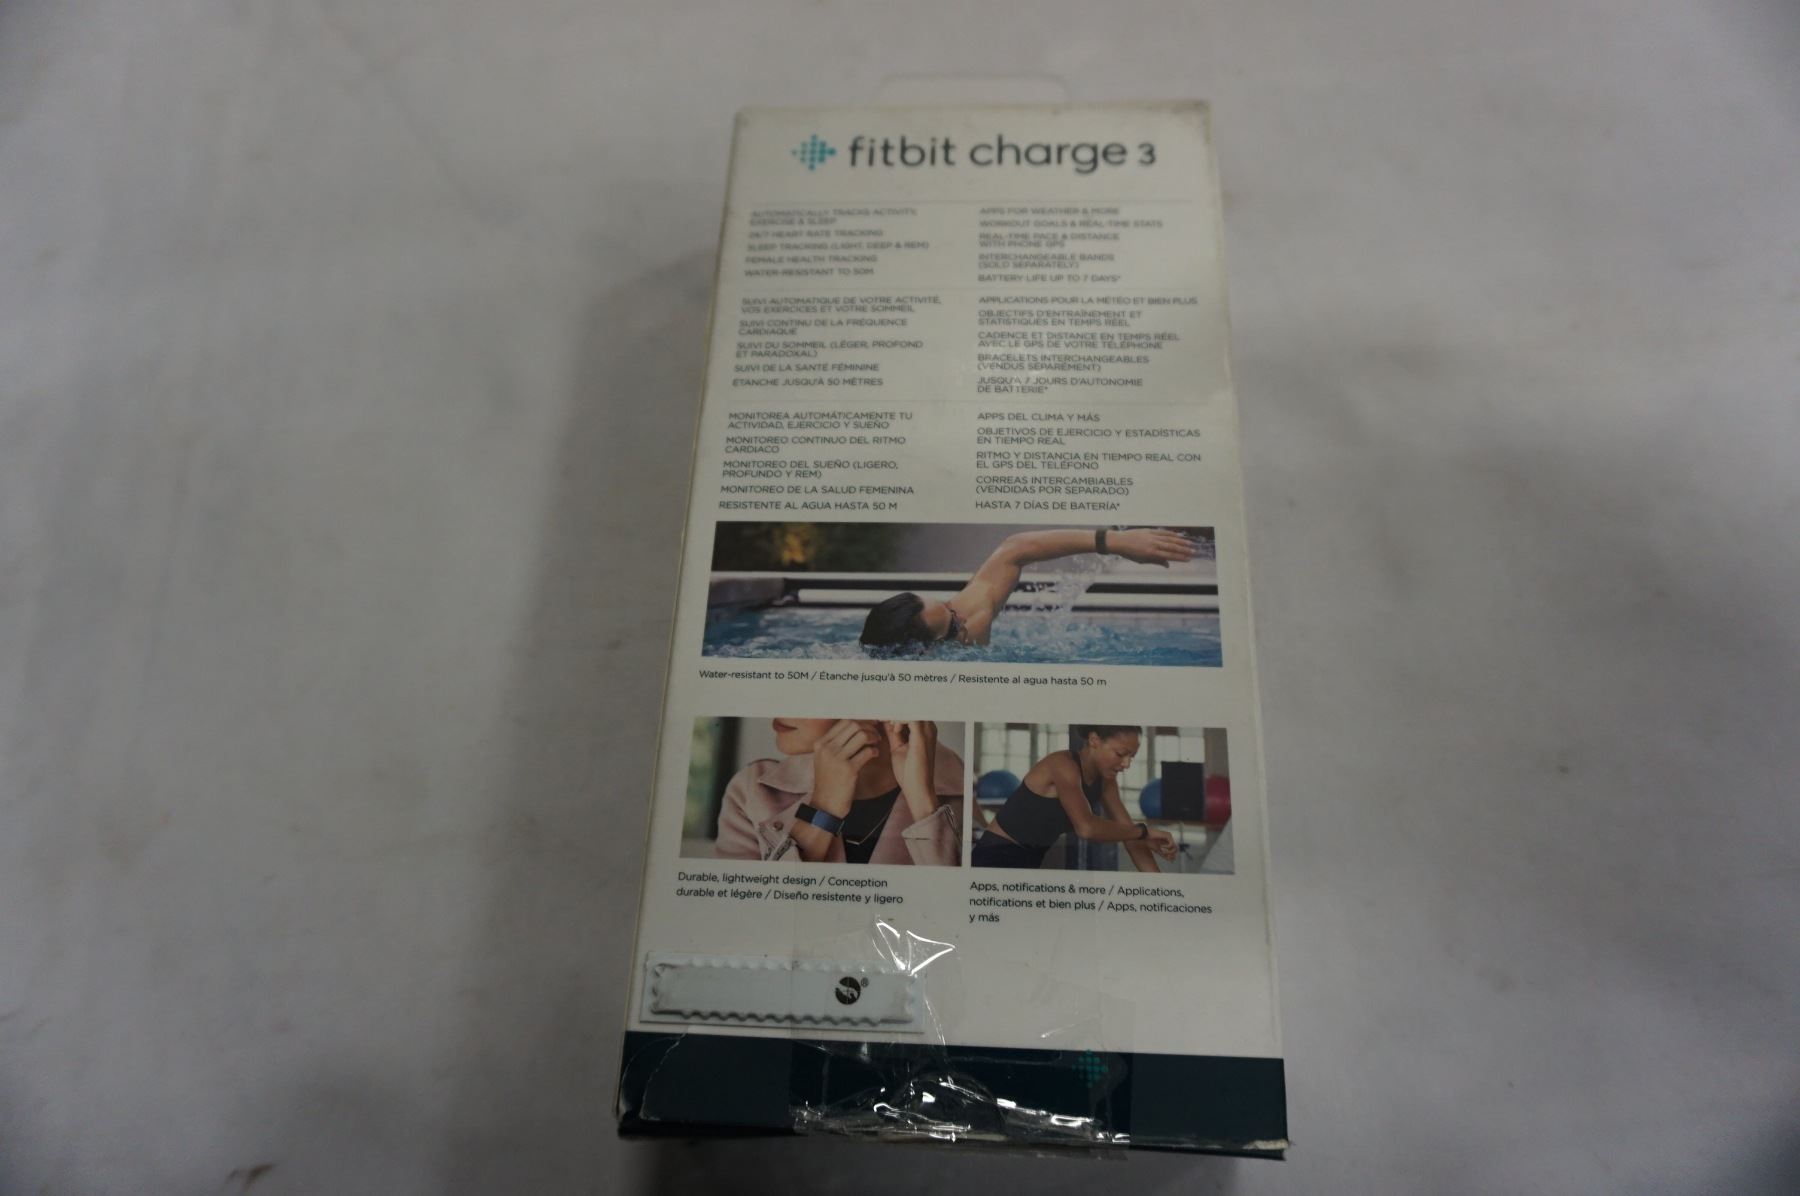 fitbit charge 3
AUTOMATICALLY TRACKS ACTIVITY,
EXERCISE & SLEEP
24/7 HEART RATE TRACKING
SLEEP TRACKING (LIGHT, DEEP & REM)
FEMALE HEALTH TRACKING
WATER-RESISTANT TO 50M
APPS FOR WEATHER & MORE
WORKOUT GOALS & REAL-TIME STATS
REAL-TIME PACE & DISTANCE
WITH PHONE GPS
INTERCHANGEABLE BANDS
(SOLD SEPARATELY)
BATTERY LIFE UP TO 7 DAYS*
SUIVI AUTOMATIQUE DE VOTRE ACTIVITÉ,
VOS EXERCICES ET VOTRE SOMMEIL
SUIVI CONTINU DE LA FRÉQUENCE
CARDIAQUE
SUIVI DU SOMMEIL (LÉGER, PROFOND
ET PARADOXAL)
SUIVI DE LA SANTÉ FÉMININE
ÉTANCHE JUSQU'À 50 MÈTRES
APPLICATIONS POUR LA MÉTÉO ET BIEN PLUS
OBJECTIFS D'ENTRAÎNEMENT ET
STATISTIQUES EN TEMPS RÉEL
CADENCE ET DISTANCE EN TEMPS RÉEL
AVEC LE GPS DE VOTRE TÉLÉPHONE
BRACELETS INTERCHANGEABLES
(VENDUS SÉPARÉMENT)
JUSQU'À 7 JOURS D'AUTONOMIE
DE BATTERIE*
MONITOREA AUTOMÁTICAMENTE TU
ACTIVIDAD, EJERCICIO Y SUEÑO
MONITOREO CONTINUO DEL RITMO
CARDIACO
MONITOREO DEL SUEÑO (LIGERO,
PROFUNDO Y REM)
MONITOREO DE LA SALUD FEMENINA
RESISTENTE AL AGUA HASTA 50 M
APPS DEL CLIMA Y MÁS
OBJETIVOS DE EJERCICIO Y ESTADÍSTICAS
EN TIEMPO REAL
RITMO Y DISTANCIA EN TIEMPO REAL CON
EL GPS DEL TELÉFONO
CORREAS INTERCAMBIABLES
(VENDIDAS POR SEPARADO)
HASTA 7 DÍAS DE BATERÍA*
Water-resistant to 50M / Étanche jusqu'à 50 mètres / Resistente al agua hasta 50 m
Durable, lightweight design / Conception
durable et légère / Diseño resistente y ligero
Apps, notifications & more / Applications,
notifications et bien plus / Apps, notificaciones
y más
®